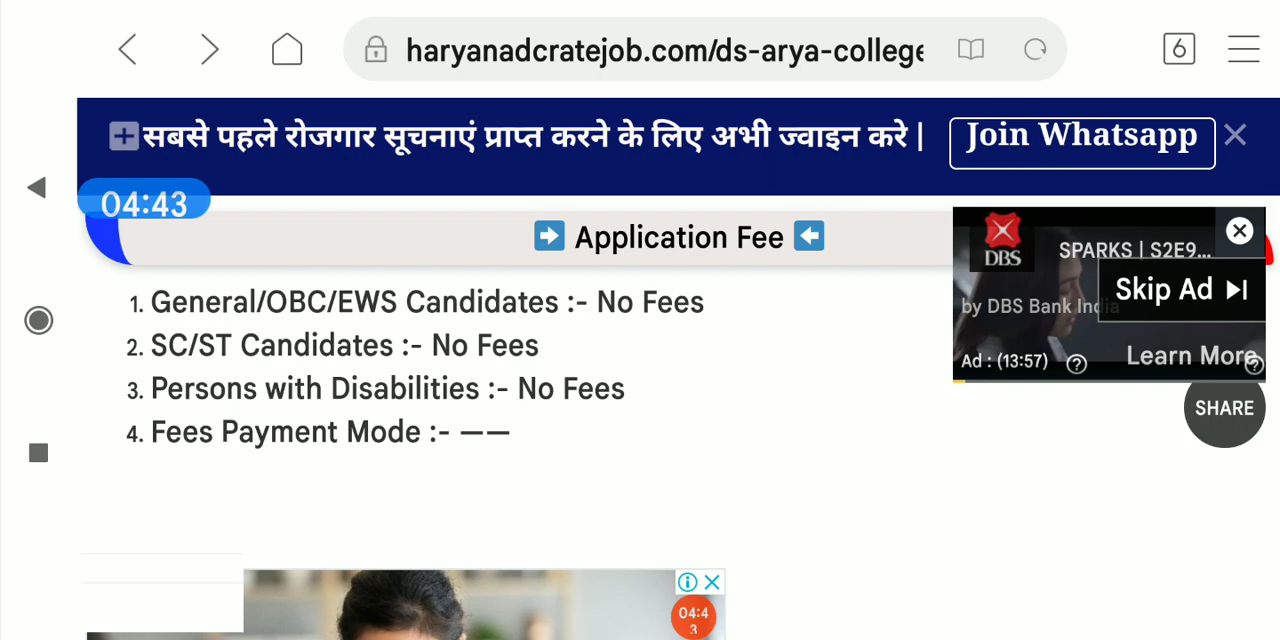 haryanadcratejob.com/ds-arya-college
6
सबसे पहले रोजगार सूचनाएं प्राप्त करने के लिए अभी ज्वाइन करे |
Join Whatsapp
04:43
Application Fee
DBS
SPARKS | S2E9...
Skip Ad
by DBS Bank India
Ad : (13:57)
Learn More
SHARE
1. General/OBC/EWS Candidates :- No Fees
2. SC/ST Candidates :- No Fees
3. Persons with Disabilities :- No Fees
4. Fees Payment Mode :- ——
04:4
3